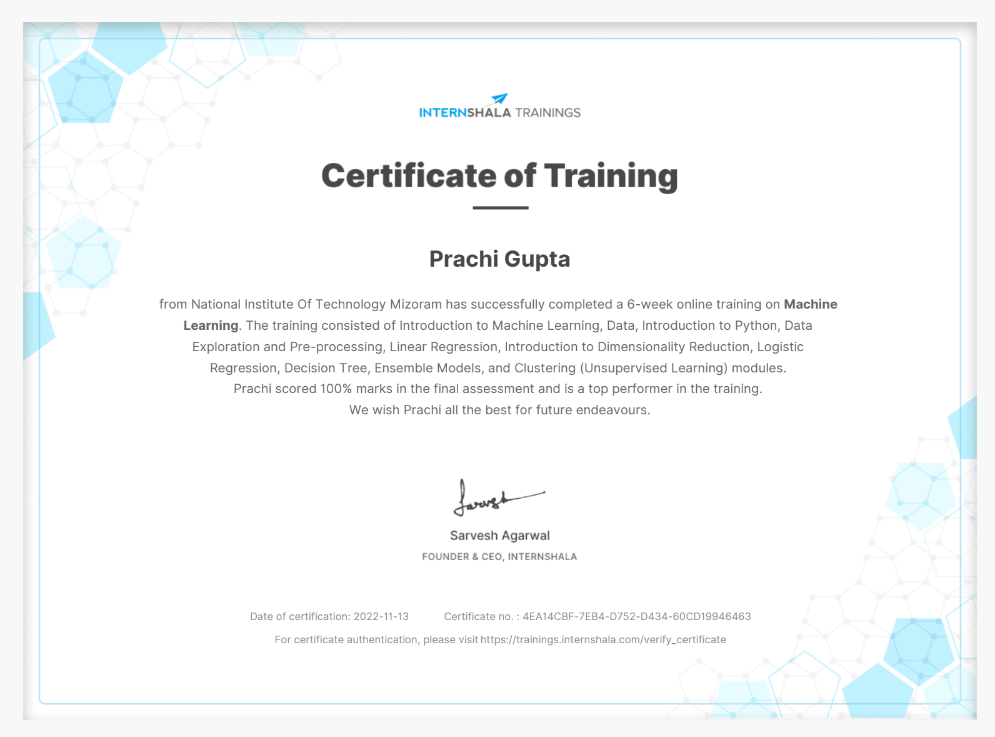 INTERNSHALA TRAININGS
Certificate of Training
Prachi Gupta
from National Institute Of Technology Mizoram has successfully completed a 6-week online training on Machine
Learning. The training consisted of Introduction to Machine Learning, Data, Introduction to Python, Data
Exploration and Pre-processing, Linear Regression, Introduction to Dimensionality Reduction, Logistic
Regression, Decision Tree, Ensemble Models, and Clustering (Unsupervised Learning) modules.
Prachi scored 100% marks in the final assessment and is a top performer in the training.
We wish Prachi all the best for future endeavours.
Sarvesh
Sarvesh Agarwal
FOUNDER & CEO, INTERNSHALA
Date of certification: 2022-11-13 Certificate no. : 4EA14CBF-7EB4-D752-D434-60CD19946463
For certificate authentication, please visit https://trainings.internshala.com/verify_certificate